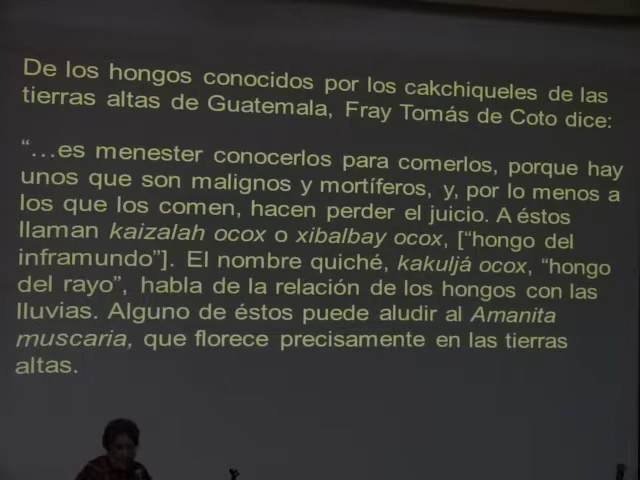 De los hongos conocidos por los cakchiqueles de las
tierras altas de Guatemala, Fray Tomás de Coto dice:
“…es menester conocerlos para comerlos, porque hay
unos que son malignos y mortíferos, y, por lo menos a
los que los comen, hacen perder el juicio. A éstos
llaman kaizalah ocox o xibalbay ocox, [“hongo del
inframundo”]. El nombre quiché, kakuljá ocox, “hongo
del rayo”, habla de la relación de los hongos con las
lluvias. Alguno de éstos puede aludir al Amanita
muscaria, que florece precisamente en las tierras
altas.